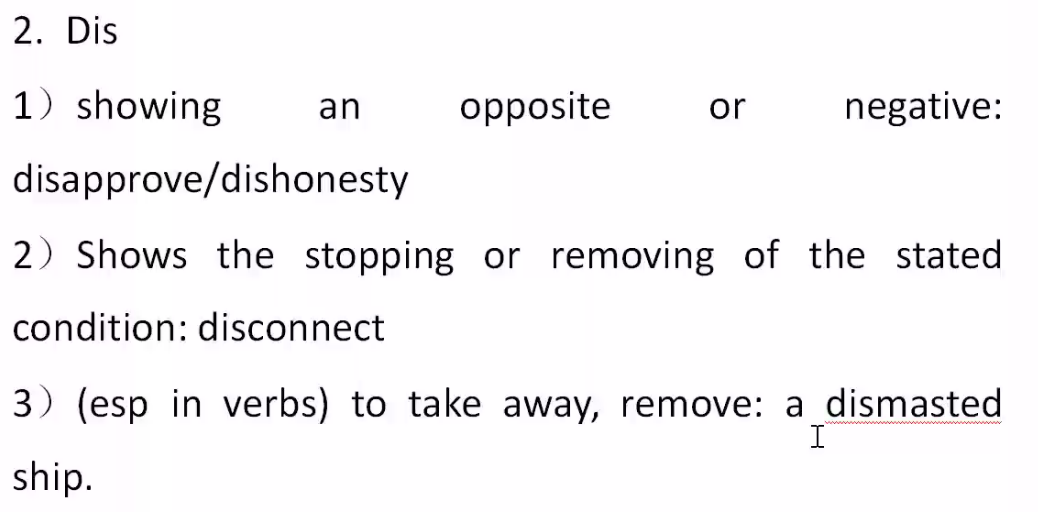 2. Dis
1）showing an opposite or negative:
disapprove/dishonesty
2）Shows the stopping or removing of the stated
condition: disconnect
3）(esp in verbs) to take away, remove: a dismasted
ship.